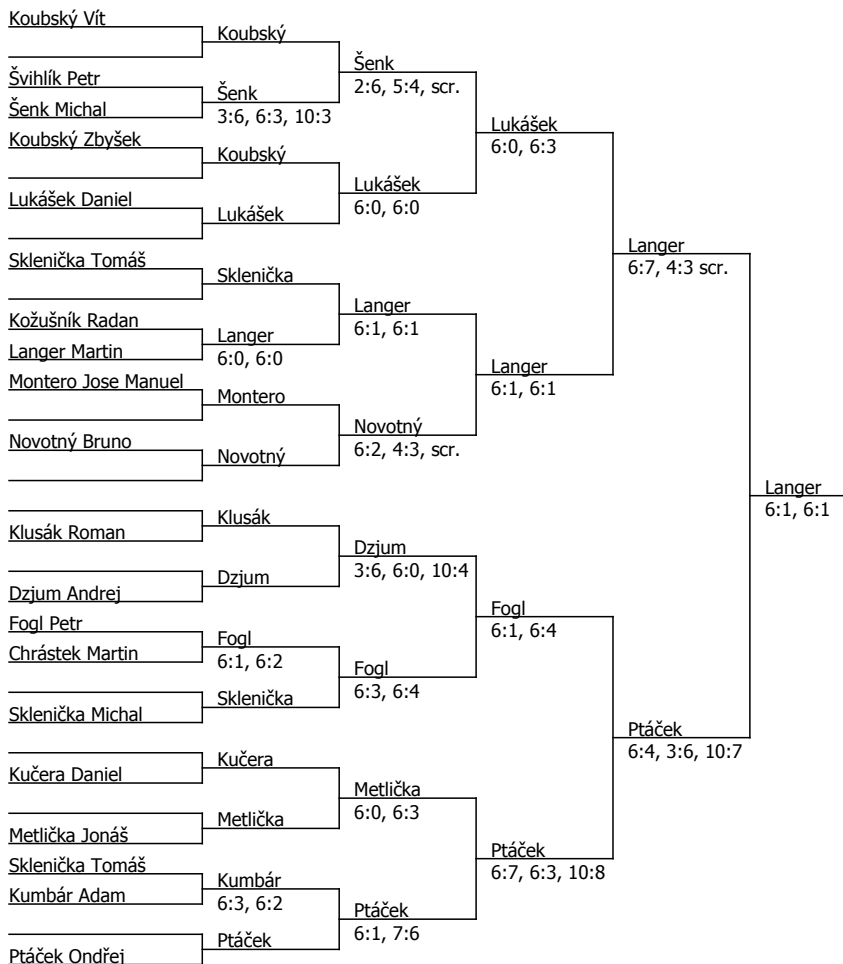 Koubský Vít
Koubský
Šenk
2:6, 5:4, scr.
Švihlík Petr
Šenk
3:6, 6:3, 10:3
Šenk Michal
Lukášek
6:0, 6:3
Koubský Zbyšek
Koubský
Lukášek
6:0, 6:0
Lukášek Daniel
Lukášek
Langer
6:7, 4:3 scr.
Sklenička Tomáš
Sklenička
Langer
6:1, 6:1
Kožušník Radan
Langer
6:0, 6:0
Langer Martin
Langer
6:1, 6:1
Montero Jose Manuel
Montero
Novotný
6:2, 4:3, scr.
Novotný Bruno
Novotný
Langer
6:1, 6:1
Klusák
Klusák Roman
Dzjum
3:6, 6:0, 10:4
Dzjum
Dzjum Andrej
Fogl
6:1, 6:4
Fogl Petr
Fogl
6:1, 6:2
Chrástek Martin
Fogl
6:3, 6:4
Sklenička
Sklenička Michal
Ptáček
6:4, 3:6, 10:7
Kučera
Kučera Daniel
Metlička
6:0, 6:3
Metlička
Metlička Jonáš
Ptáček
6:7, 6:3, 10:8
Sklenička Tomáš
Kumbár
6:3, 6:2
Kumbár Adam
Ptáček
6:1, 7:6
Ptáček
Ptáček Ondřej